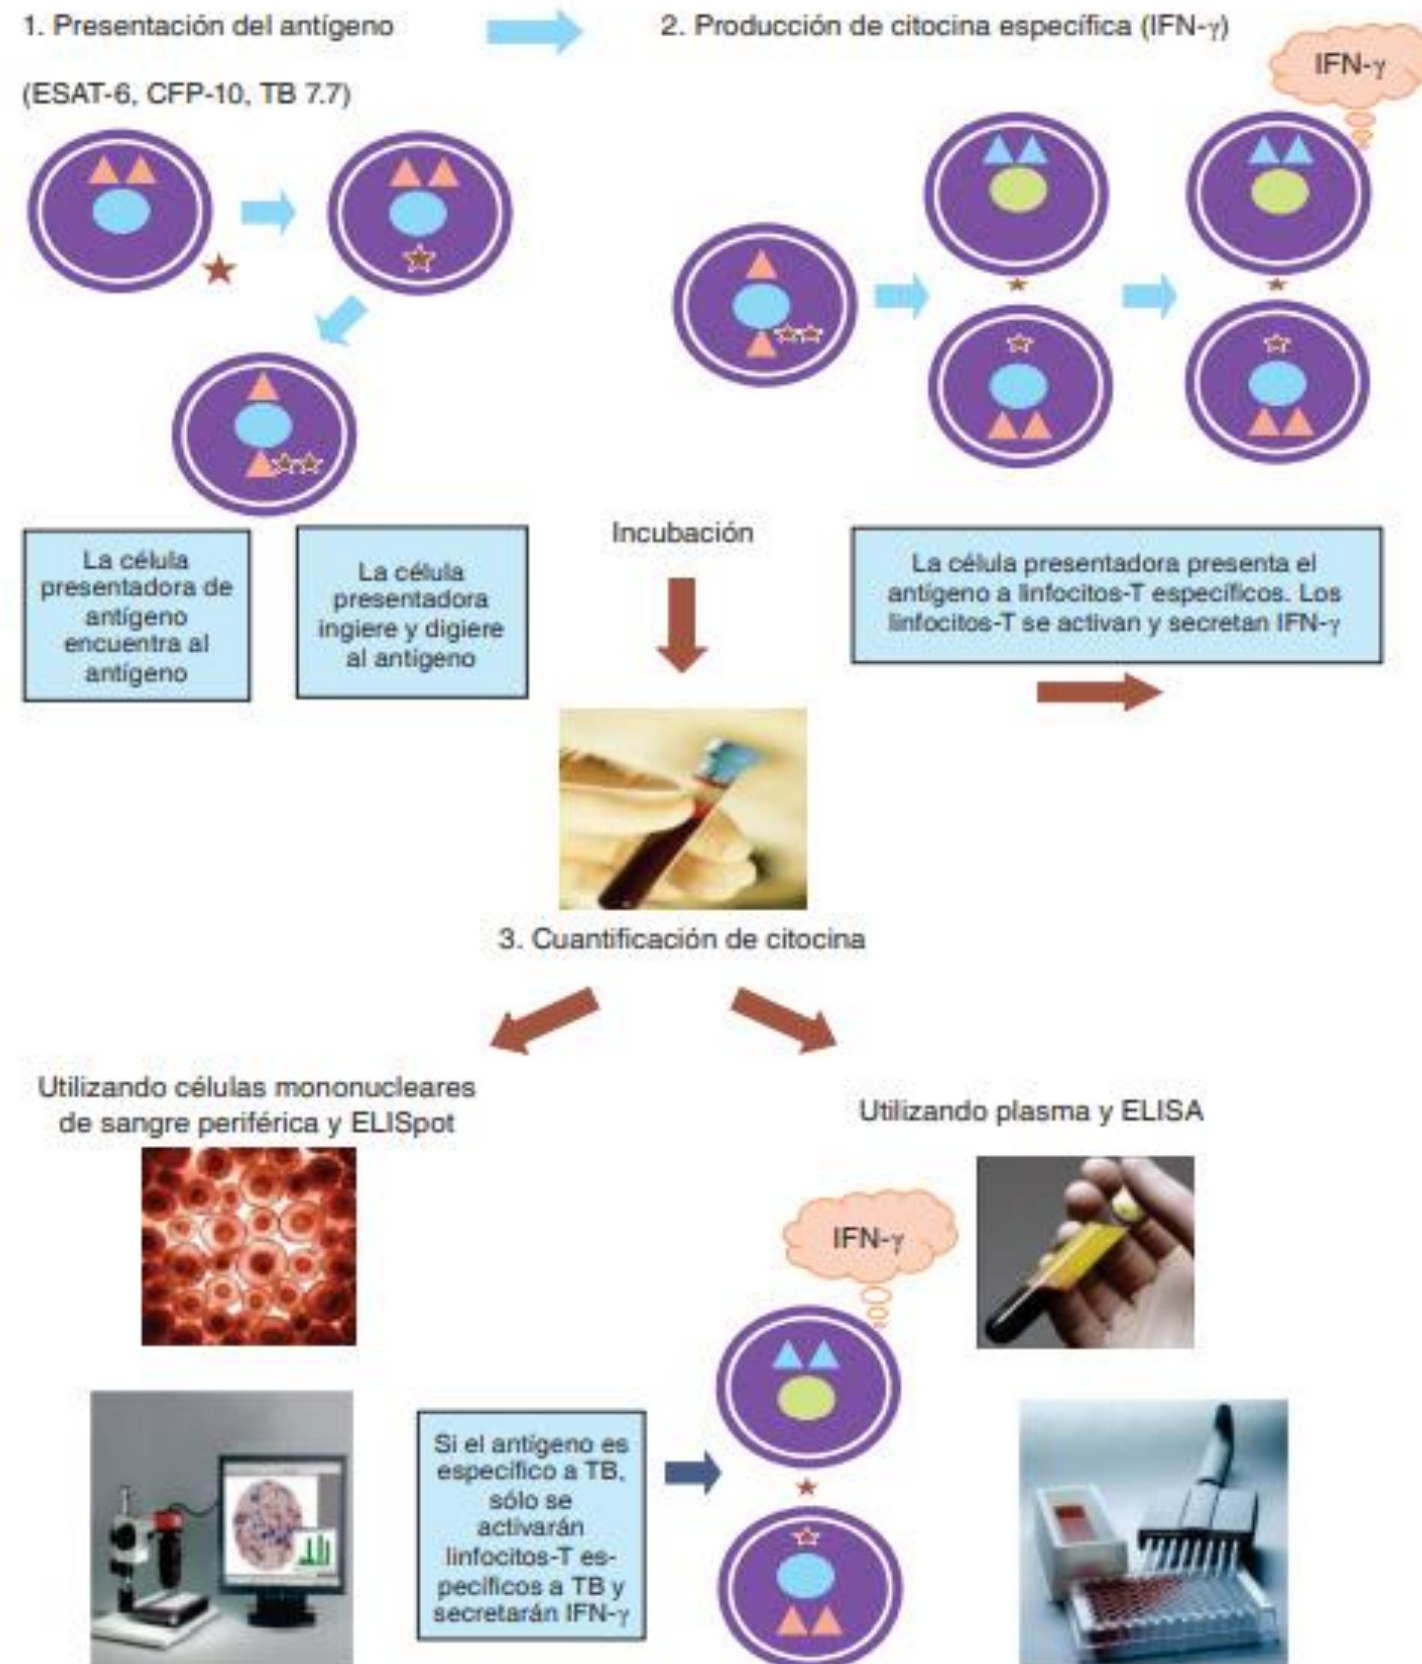 1. Presentación del antígeno
2. Producción de citocina específica (IFN-γ)
IFN-γ
(ESAT-6, CFP-10, TB 7.7)
La célula
presentadora de
antígeno
encuentra al
antígeno
La célula
presentadora
ingiere y digiere
al antígeno
Incubación
La célula presentadora presenta el
antígeno a linfocitos-T específicos. Los
linfocitos-T se activan y secretan IFN-γ
3. Cuantificación de citocina
Utilizando células mononucleares
de sangre periférica y ELISpot
Utilizando plasma y ELISA
IFN-γ
Si el antígeno es
específico a TB,
sólo se
activarán
linfocitos-T es-
pecíficos a TB y
secretarán IFN-γ